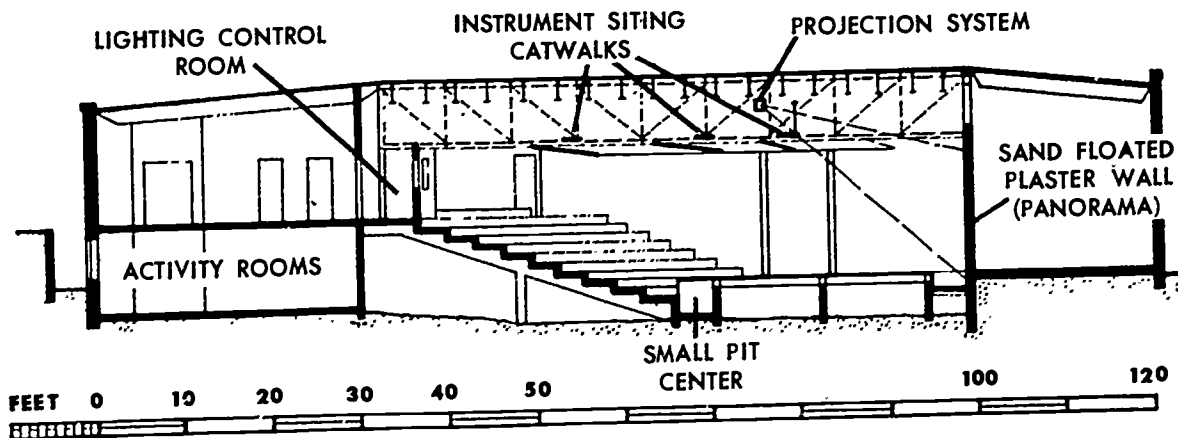 LIGHTING CONTROL
ROOM
INSTRUMENT SITING
CATWALKS
PROJECTION SYSTEM
SAND FLOATED
PLASTER WALL
(PANORAMA)
ACTIVITY ROOMS
SMALL PIT
CENTER
FEET 0 10 20 30 40 50 100 120